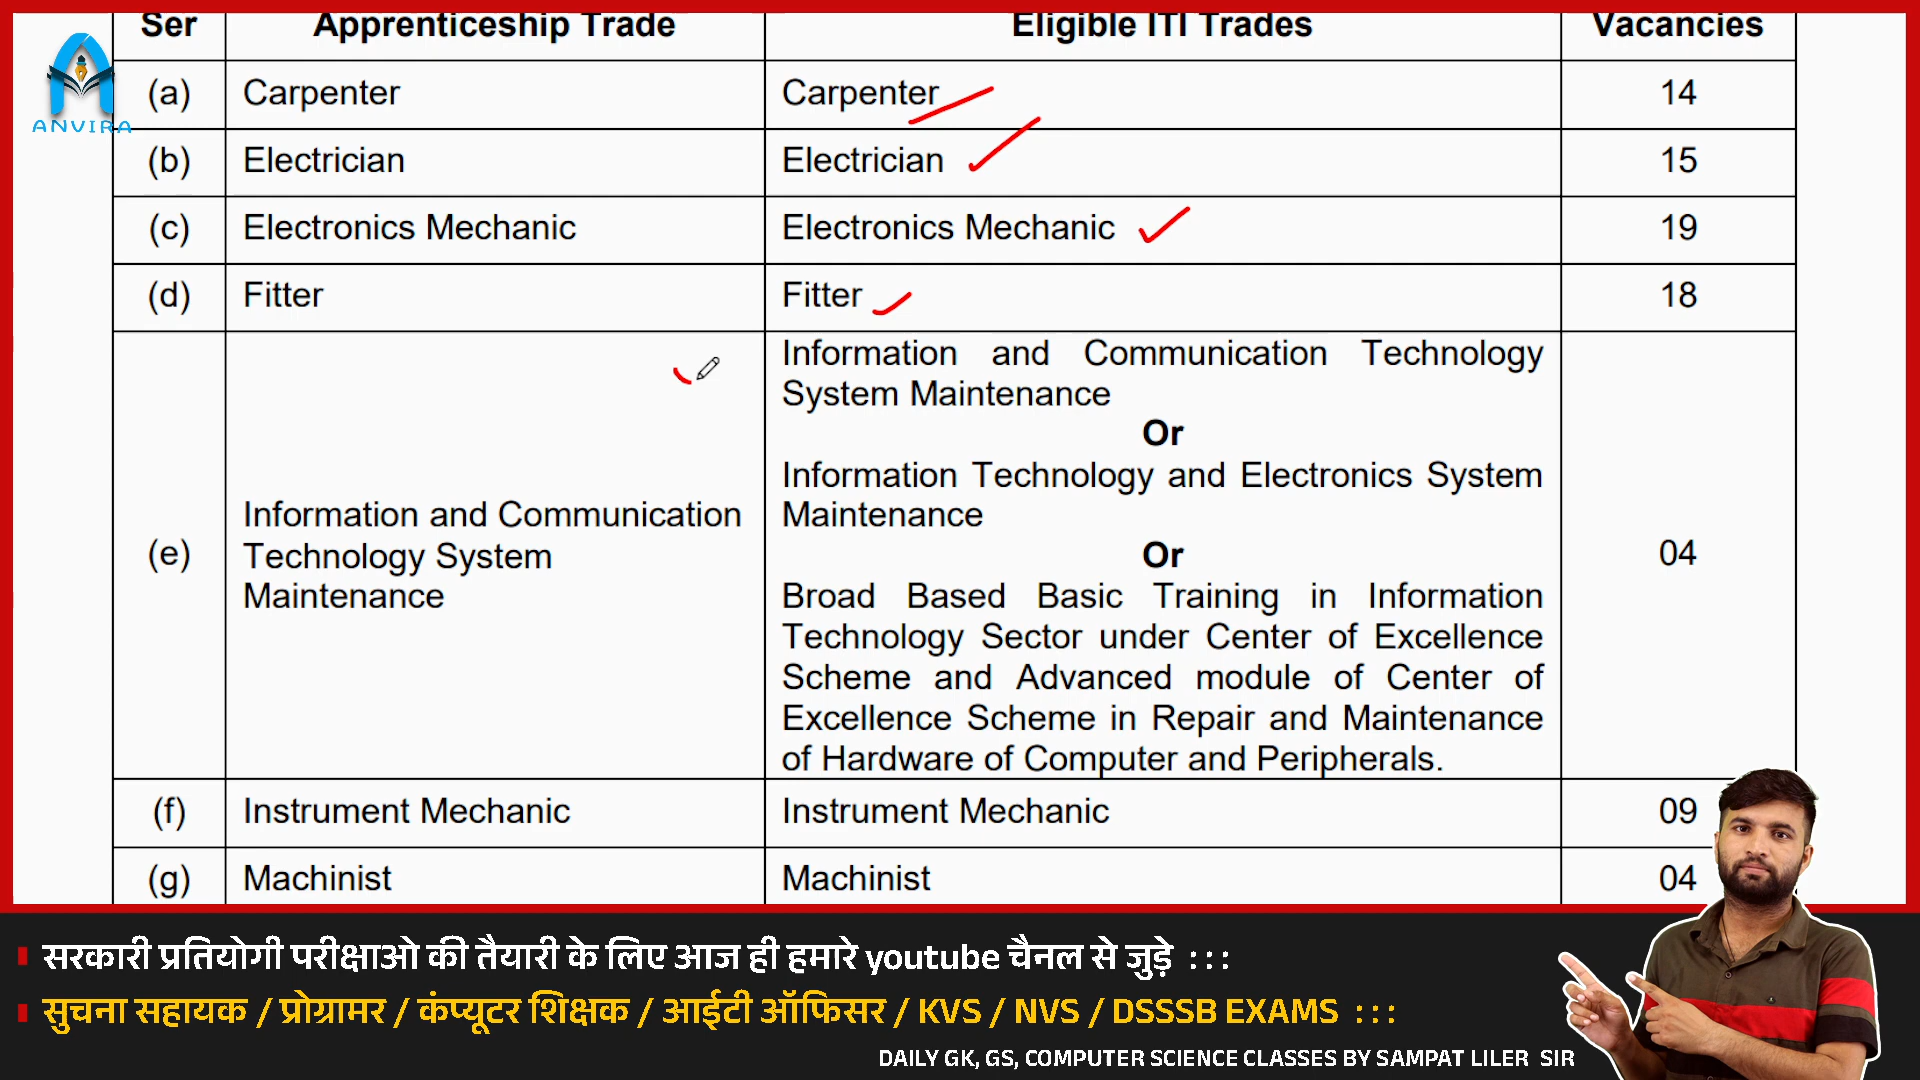 Ser Apprenticeship Trade Eligible ITI Trades Vacancies
ANVIRA
(a) Carpenter Carpenter 14
(b) Electrician Electrician 15
(c) Electronics Mechanic Electronics Mechanic 19
(d) Fitter Fitter 18
(e) Information and Communication
Technology System
Maintenance
Information and Communication Technology
System Maintenance
Or
Information Technology and Electronics System
Maintenance
Or
Broad Based Basic Training in Information
Technology Sector under Center of Excellence
Scheme and Advanced module of Center of
Excellence Scheme in Repair and Maintenance
of Hardware of Computer and Peripherals.
04
(f) Instrument Mechanic Instrument Mechanic 09
(g) Machinist Machinist 04
सरकारी प्रतियोगी परीक्षाओ की तैयारी के लिए आज ही हमारे youtube चैनल से जुड़े :::
सुचना सहायक / प्रोग्रामर / कंप्यूटर शिक्षक / आईटी ऑफिसर / KVS / NVS / DSSSB EXAMS :::
DAILY GK, GS, COMPUTER SCIENCE CLASSES BY SAMPAT LILER SIR